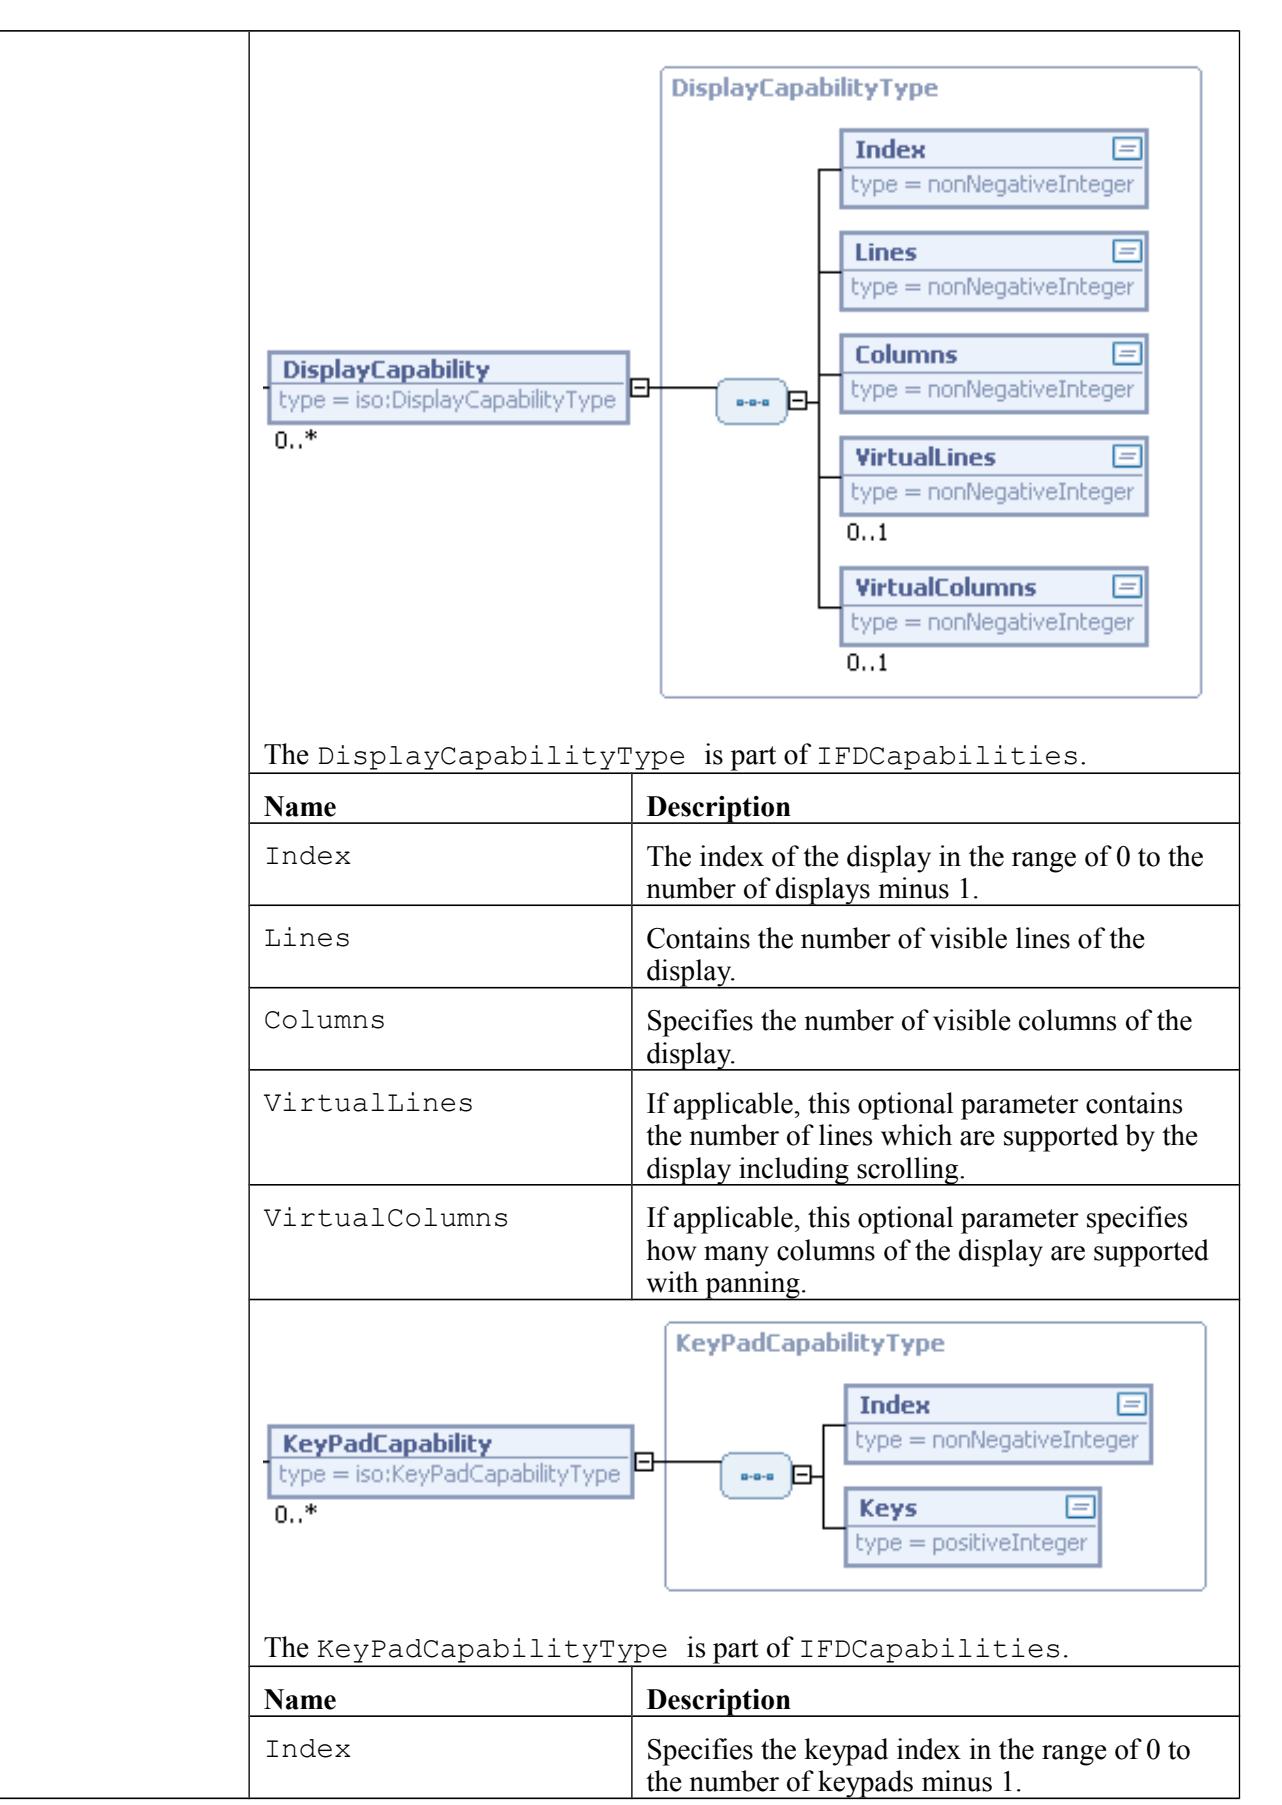 DisplayCapabilityType
Index
type = nonNegativeInteger
Lines
type = nonNegativeInteger
DisplayCapability
type = iso:DisplayCapabilityType
0..*
Columns
type = nonNegativeInteger
VirtualLines
type = nonNegativeInteger
0..1
VirtualColumns
type = nonNegativeInteger
0..1
The DisplayCapabilityType is part of IFDCapabilities.
Name Description
Index The index of the display in the range of 0 to the
number of displays minus 1.
Lines Contains the number of visible lines of the
display.
Columns Specifies the number of visible columns of the
display.
VirtualLines If applicable, this optional parameter contains
the number of lines which are supported by the
display including scrolling.
VirtualColumns If applicable, this optional parameter specifies
how many columns of the display are supported
with panning.
KeyPadCapabilityType
Index
type = nonNegativeInteger
KeyPadCapability
type = iso:KeyPadCapabilityType
0..*
Keys
type = positiveInteger
The KeyPadCapabilityType is part of IFDCapabilities.
Name Description
Index Specifies the keypad index in the range of 0 to
the number of keypads minus 1.